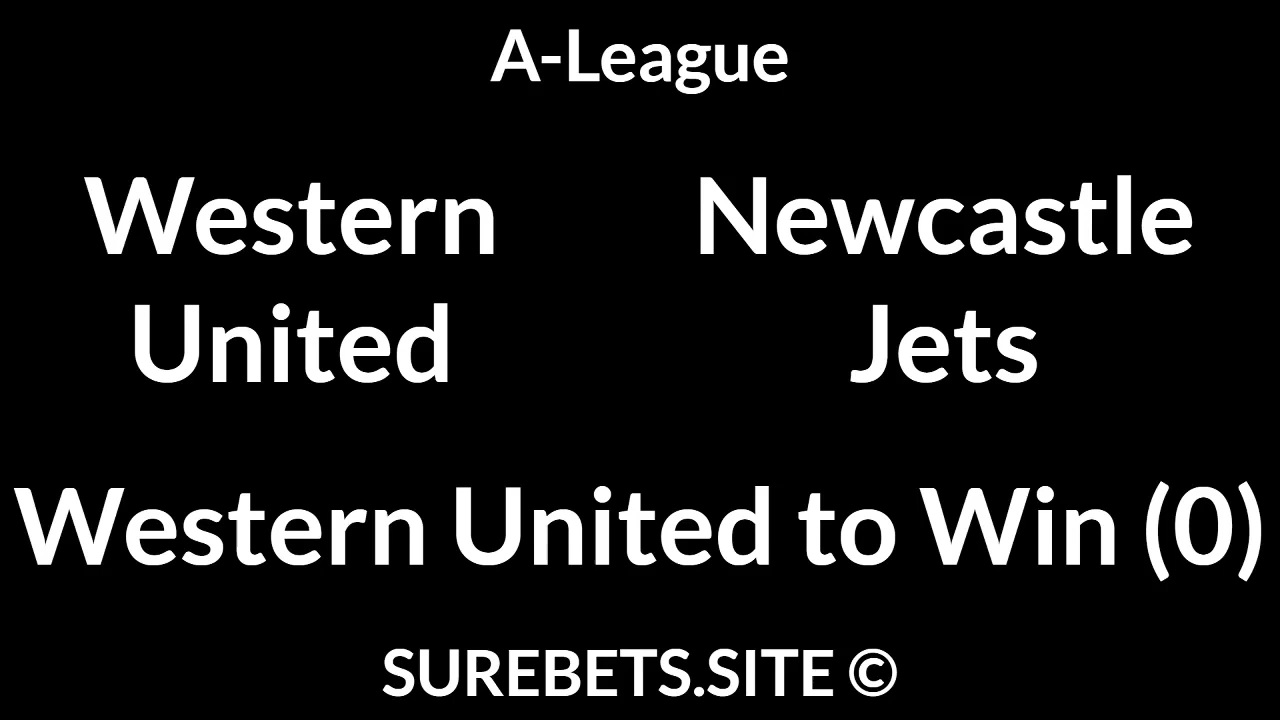 A-League
Western
United
Newcastle
Jets
Western United to Win (0)
SUREBETS.SITE ©